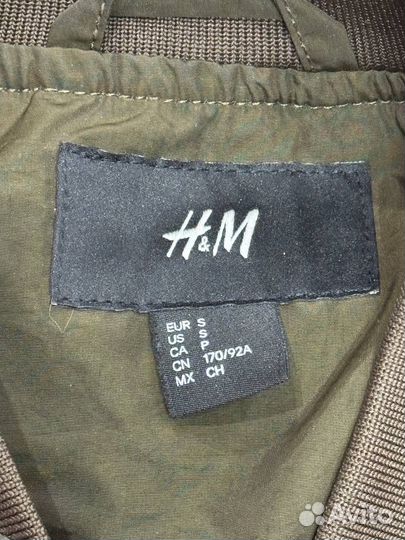 H&M
EUR S
US S
CA P
CN 170/92A
MX CH
Avito